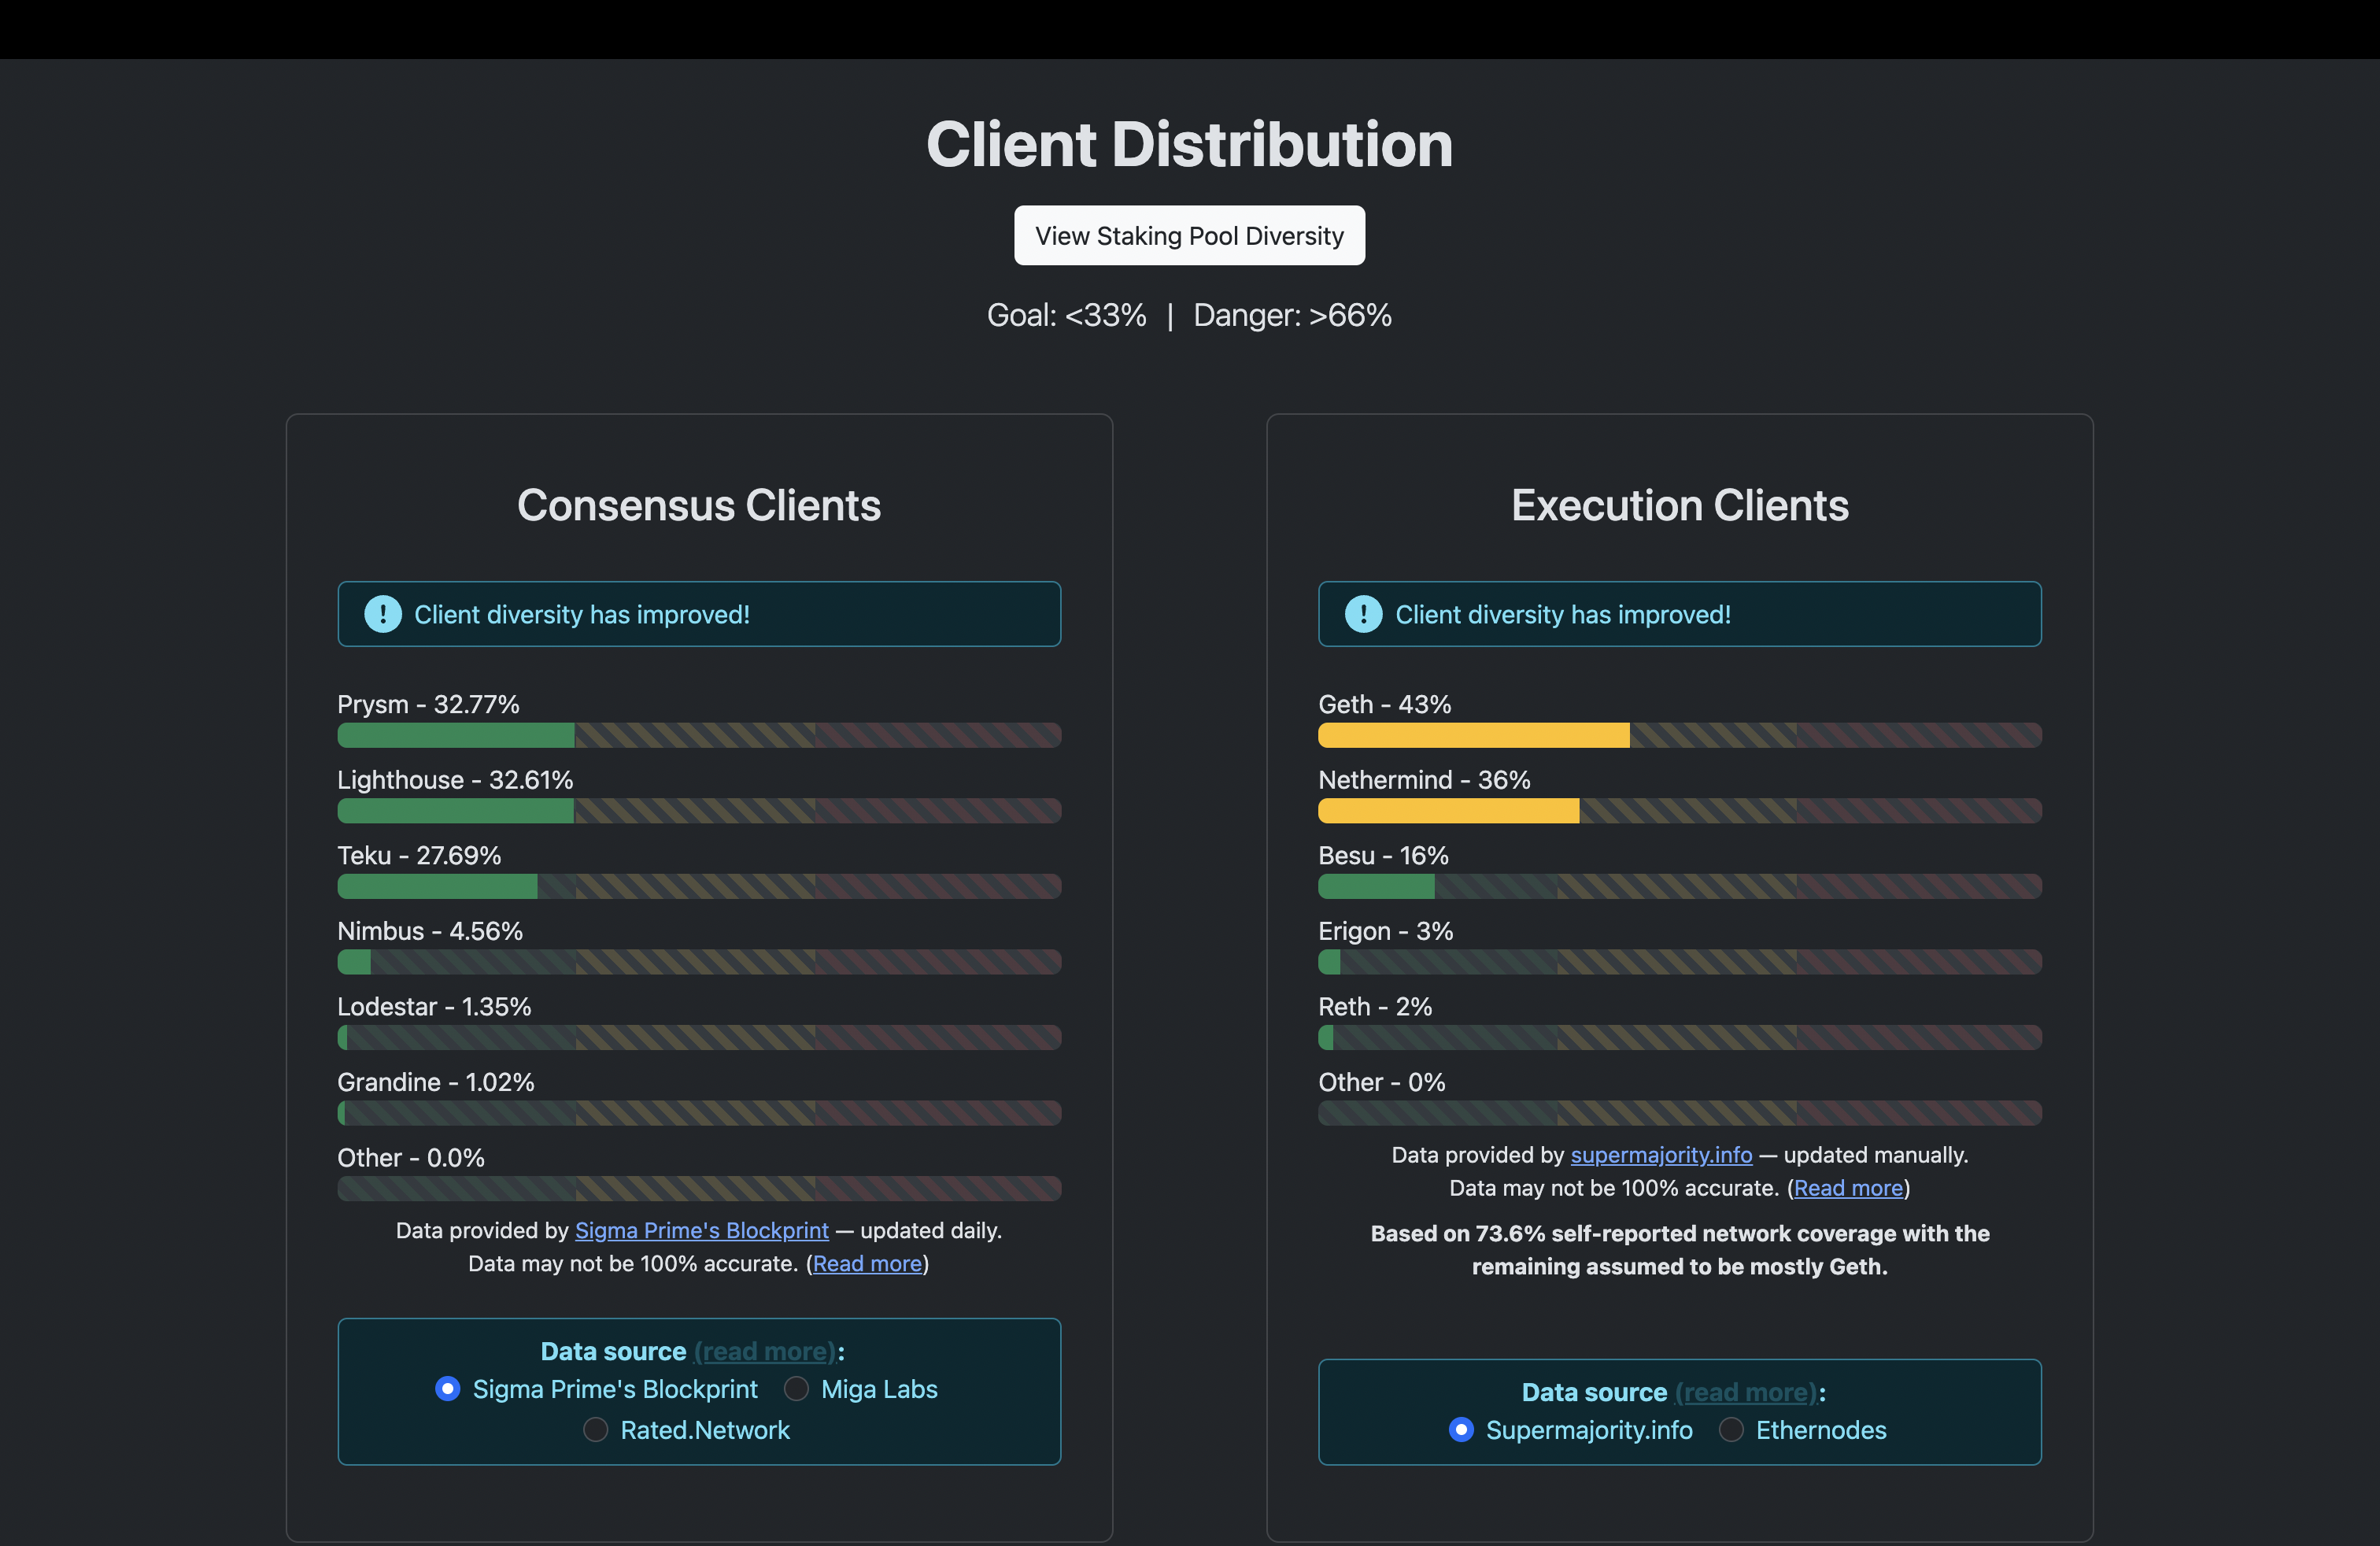 Client Distribution
View Staking Pool Diversity
Goal: <33% | Danger: >66%
Consensus Clients
! Client diversity has improved!
Prysm - 32.77%
Lighthouse - 32.61%
Teku - 27.69%
Nimbus - 4.56%
Lodestar - 1.35%
Grandine - 1.02%
Other - 0.0%
Data provided by Sigma Prime's Blockprint — updated daily.
Data may not be 100% accurate. (Read more)
Data source (read more):
Sigma Prime's Blockprint Miga Labs
Rated.Network
Execution Clients
! Client diversity has improved!
Geth - 43%
Nethermind - 36%
Besu - 16%
Erigon - 3%
Reth - 2%
Other - 0%
Data provided by supermajority.info — updated manually.
Data may not be 100% accurate. (Read more)
Based on 73.6% self-reported network coverage with the
remaining assumed to be mostly Geth.
Data source (read more):
Supermajority.info Ethernodes